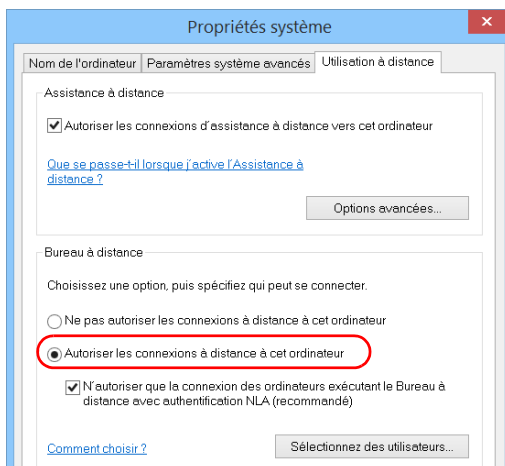 Propriétés système
Nom de l'ordinateur Paramètres système avancés Utilisation à distance
Assistance à distance
Autoriser les connexions d'assistance à distance vers cet ordinateur
Que se passe-t-il lorsque j'active l'Assistance à
distance ?
Options avancées...
Bureau à distance
Choisissez une option, puis spécifiez qui peut se connecter.
Ne pas autoriser les connexions à distance à cet ordinateur
Autoriser les connexions à distance à cet ordinateur
N'autoriser que la connexion des ordinateurs exécutant le Bureau à
distance avec authentification NLA (recommandé)
Comment choisir ? Sélectionnez des utilisateurs...